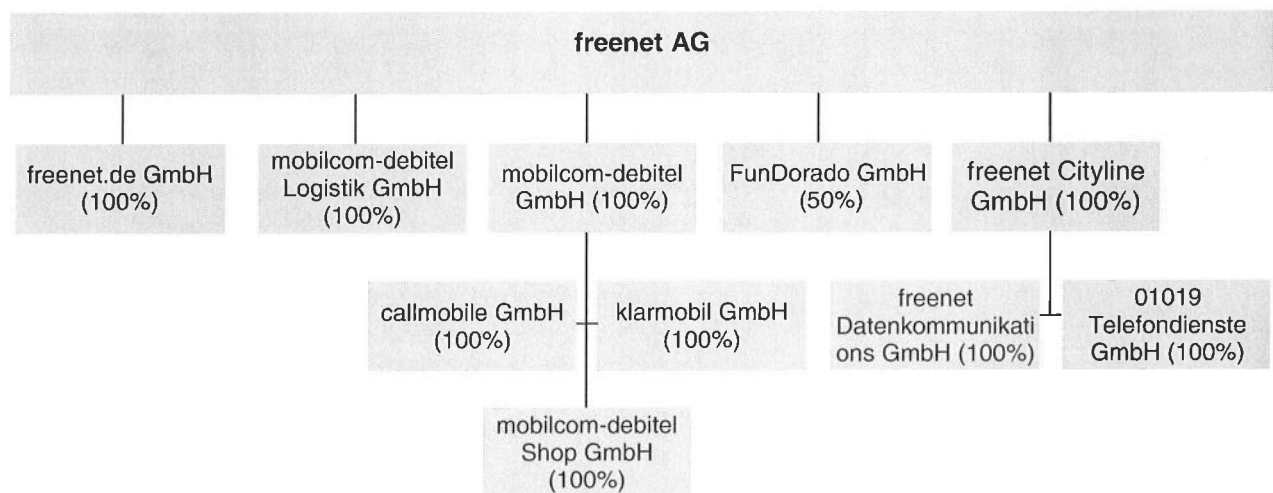 freenet AG
freenet.de GmbH
(100%)
mobilcom-debitel
Logistik GmbH
(100%)
mobilcom-debitel
GmbH (100%)
FunDorado GmbH
(50%)
freenet Cityline
GmbH (100%)
callmobile GmbH
(100%)
klarmobil GmbH
(100%)
freenet
Datenkommunikati
ons GmbH (100%)
01019
Telefondienste
GmbH (100%)
mobilcom-debitel
Shop GmbH
(100%)